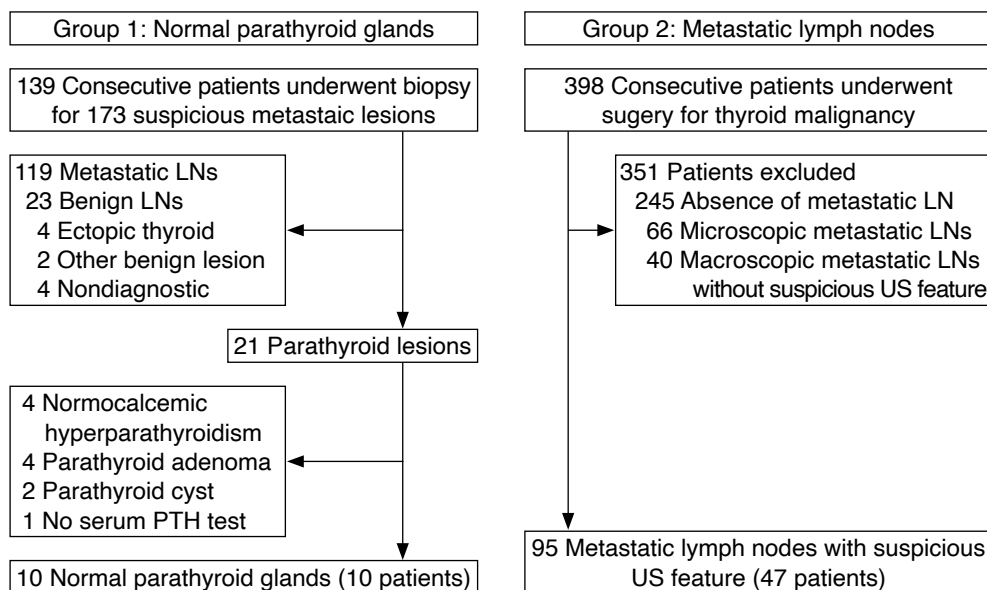 Group 1: Normal parathyroid glands
139 Consecutive patients underwent biopsy
for 173 suspicious metastaic lesions
119 Metastatic LNs
23 Benign LNs
4 Ectopic thyroid
2 Other benign lesion
4 Nondiagnostic
21 Parathyroid lesions
4 Normocalcemic
hyperparathyroidism
4 Parathyroid adenoma
2 Parathyroid cyst
1 No serum PTH test
10 Normal parathyroid glands (10 patients)
Group 2: Metastatic lymph nodes
398 Consecutive patients underwent
sugery for thyroid malignancy
351 Patients excluded
245 Absence of metastatic LN
66 Microscopic metastatic LNs
40 Macroscopic metastatic LNs
without suspicious US feature
95 Metastatic lymph nodes with suspicious
US feature (47 patients)